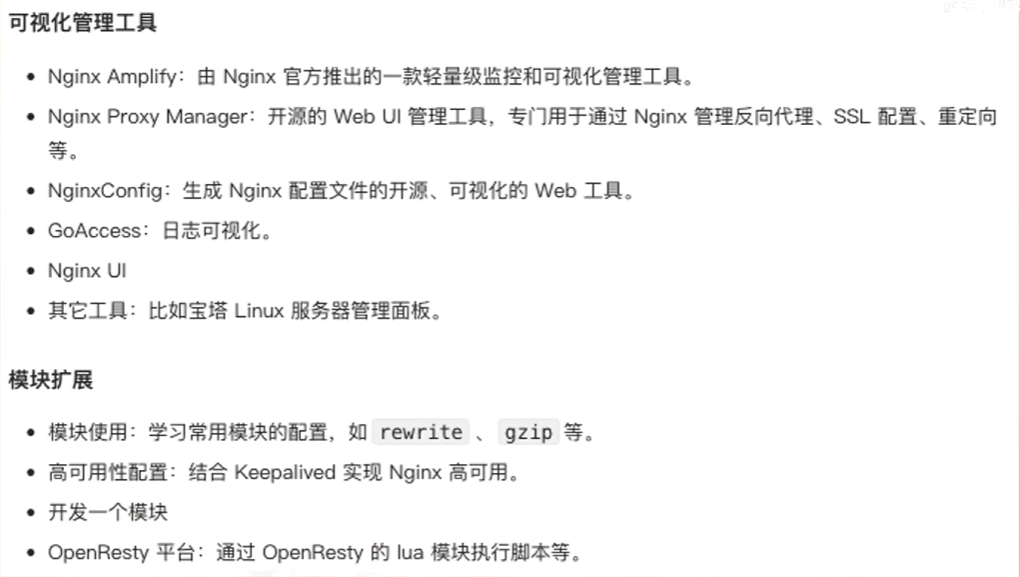 可视化管理工具
• Nginx Amplify：由 Nginx 官方推出的一款轻量级监控和可视化管理工具。
• Nginx Proxy Manager：开源的 Web UI 管理工具，专门用于通过 Nginx 管理反向代理、SSL 配置、重定向
等。
• NginxConfig：生成 Nginx 配置文件的开源、可视化的 Web 工具。
• GoAccess：日志可视化。
• Nginx UI
• 其它工具：比如宝塔 Linux 服务器管理面板。
模块扩展
• 模块使用：学习常用模块的配置，如 rewrite 、 gzip 等。
• 高可用性配置：结合 Keepalived 实现 Nginx 高可用。
• 开发一个模块
• OpenResty 平台：通过 OpenResty 的 lua 模块执行脚本等。